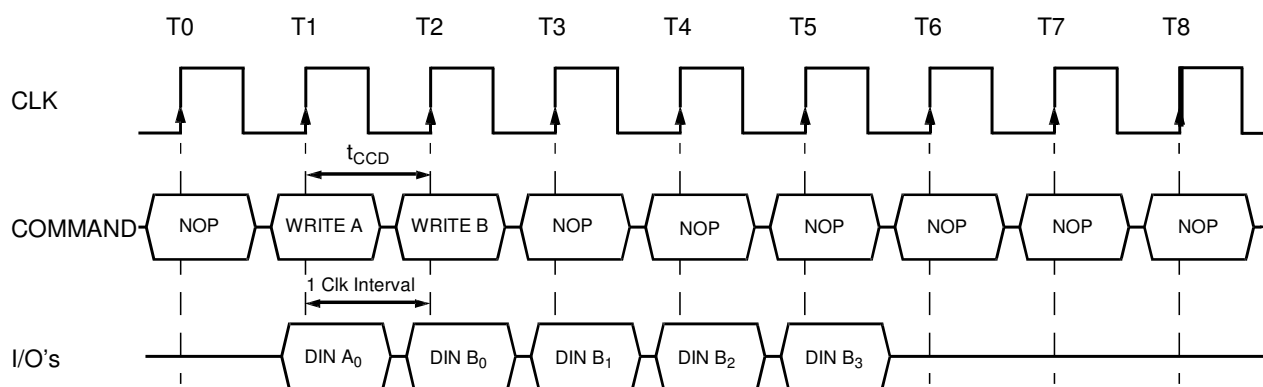 T0 T1 T2 T3 T4 T5 T6 T7 T8
CLK
tCCD
COMMAND NOP WRITE A WRITE B NOP NOP NOP NOP NOP NOP
1 Clk Interval
I/O's DIN A0 DIN B0 DIN B1 DIN B2 DIN B3